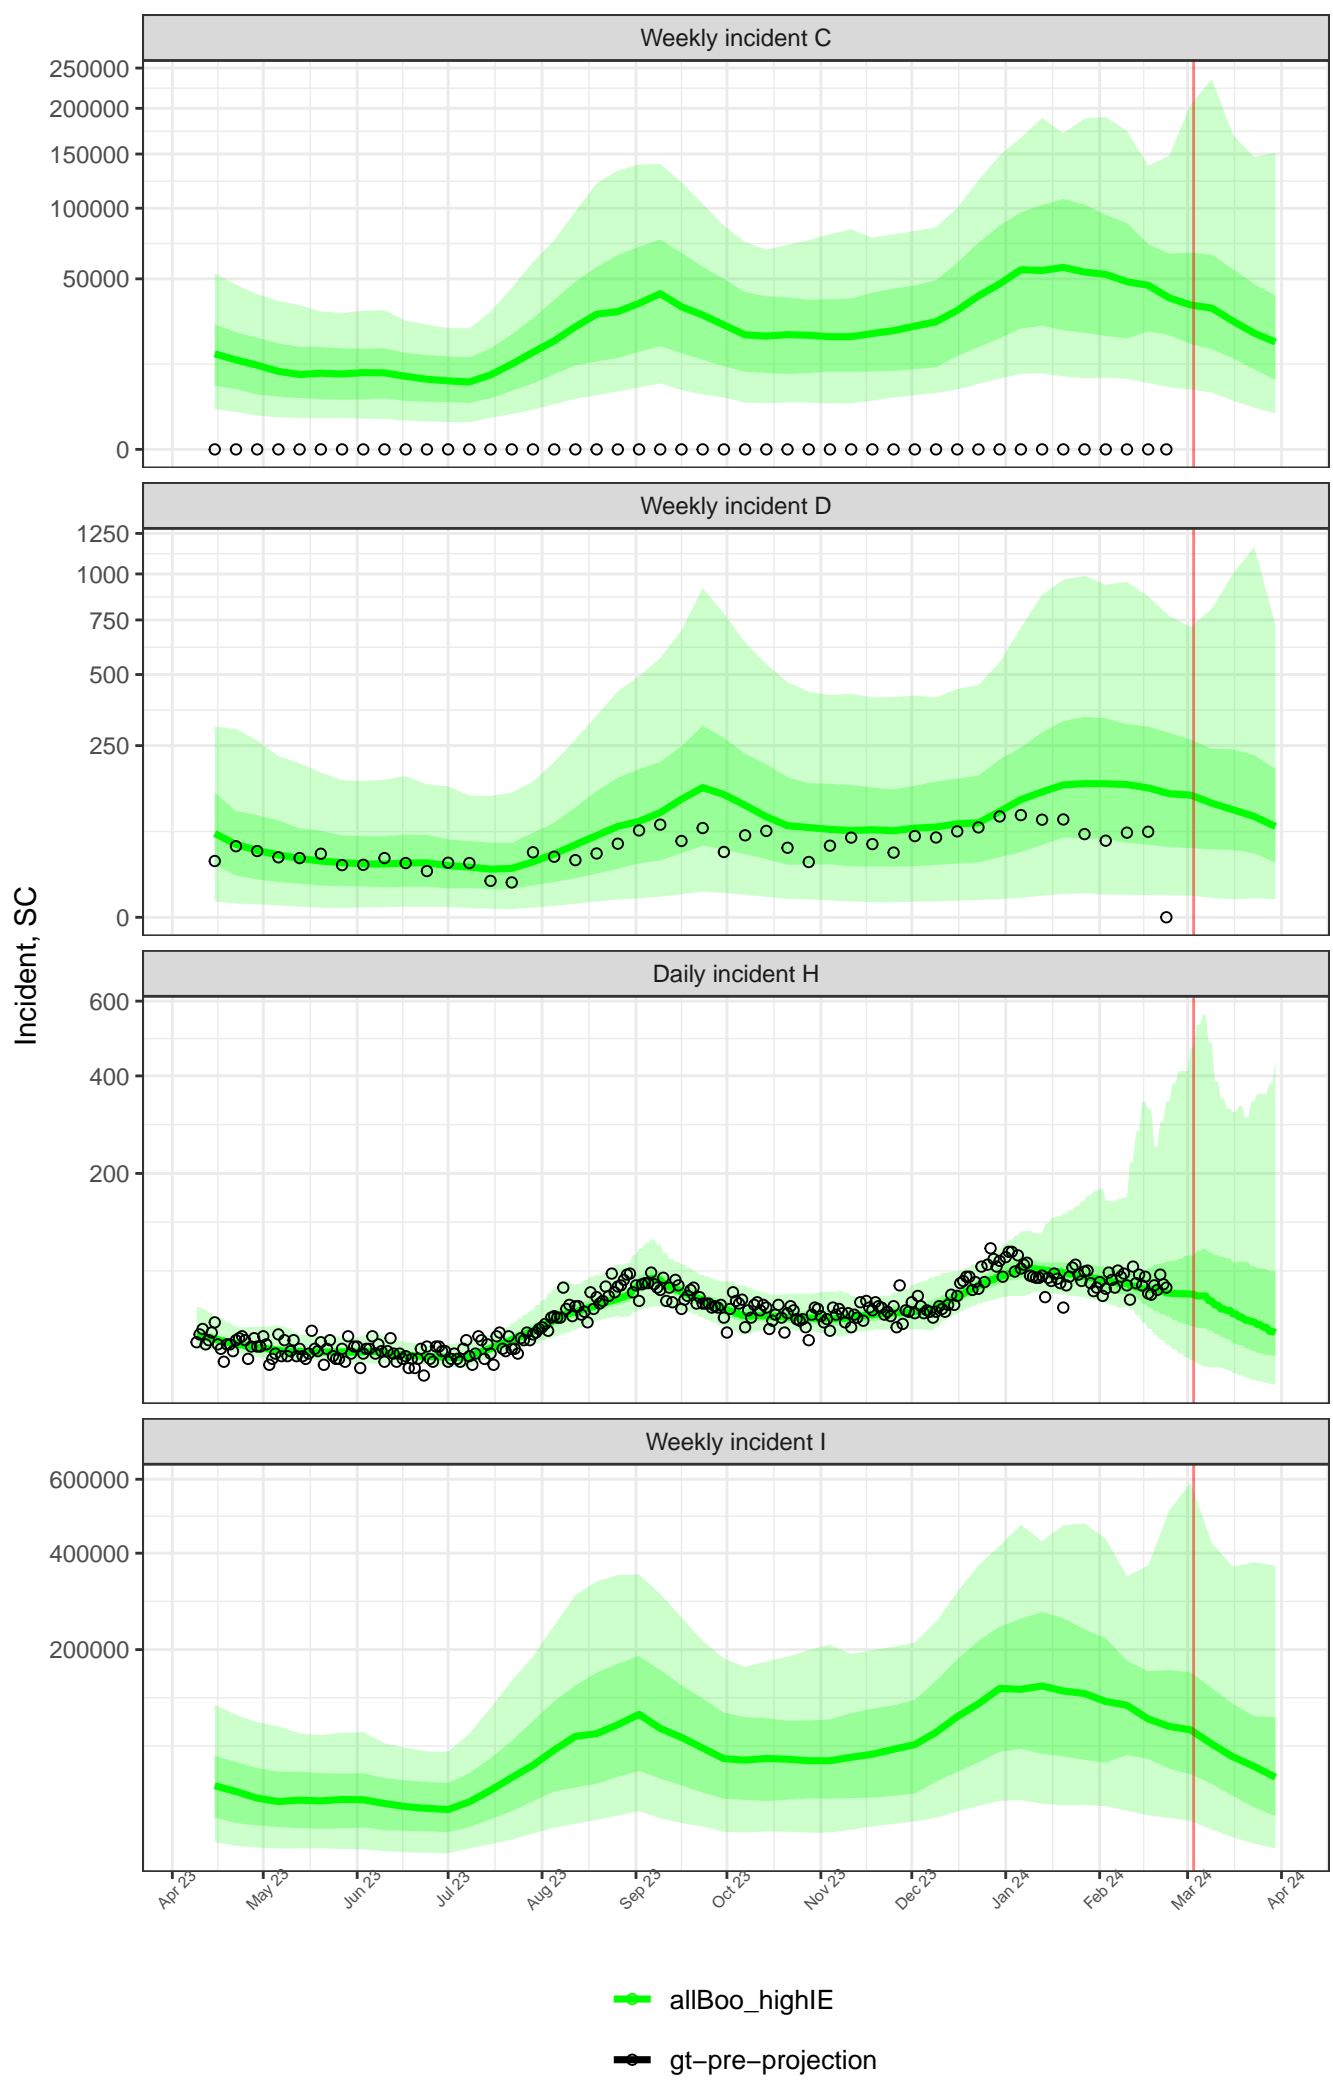 Weekly incident C
250000
200000
150000
100000
50000
0
Weekly incident D
1250
1000
750
500
250
0
Daily incident H
600
400
200
Weekly incident I
600000
400000
200000
Incident, SC
Apr 23
May 23
Jun 23
Jul 23
Aug 23
Sep 23
Oct 23
Nov 23
Dec 23
Jan 24
Feb 24
Mar 24
Apr 24
allBoo_highIE
gt−pre−projection